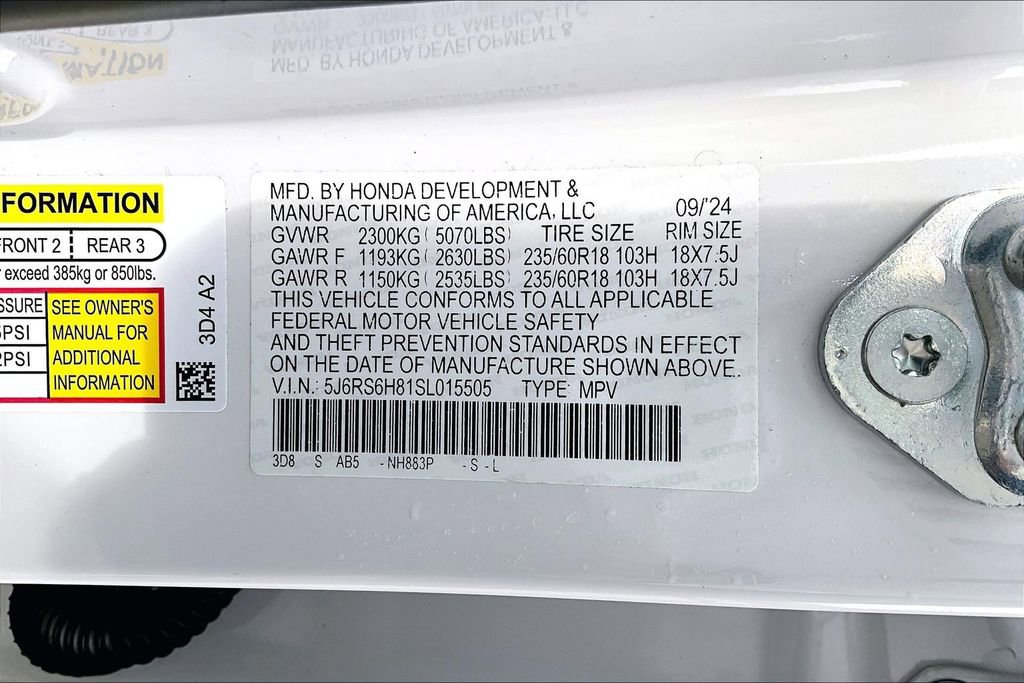 FORMATION
FRONT 2 REAR 3
exceed 385kg or 850lbs.
SSURE
SEE OWNER'S
MANUAL FOR
ADDITIONAL
INFORMATION
PSI
PSI
3D4 A2
MFD. BY HONDA DEVELOPMENT &
MANUFACTURING OF AMERICA, LLC 09/'24
GVWR 2300KG ( 5070LBS) TIRE SIZE RIM SIZE
GAWR F 1193KG ( 2630LBS) 235/60R18 103H 18X7.5J
GAWR R 1150KG ( 2535LBS) 235/60R18 103H 18X7.5J
THIS VEHICLE CONFORMS TO ALL APPLICABLE
FEDERAL MOTOR VEHICLE SAFETY
AND THEFT PREVENTION STANDARDS IN EFFECT
ON THE DATE OF MANUFACTURE SHOWN ABOVE.
V.I.N.: 5J6RS6H81SL015505 TYPE: MPV
3D8 S AB5 -NH883P -S-L